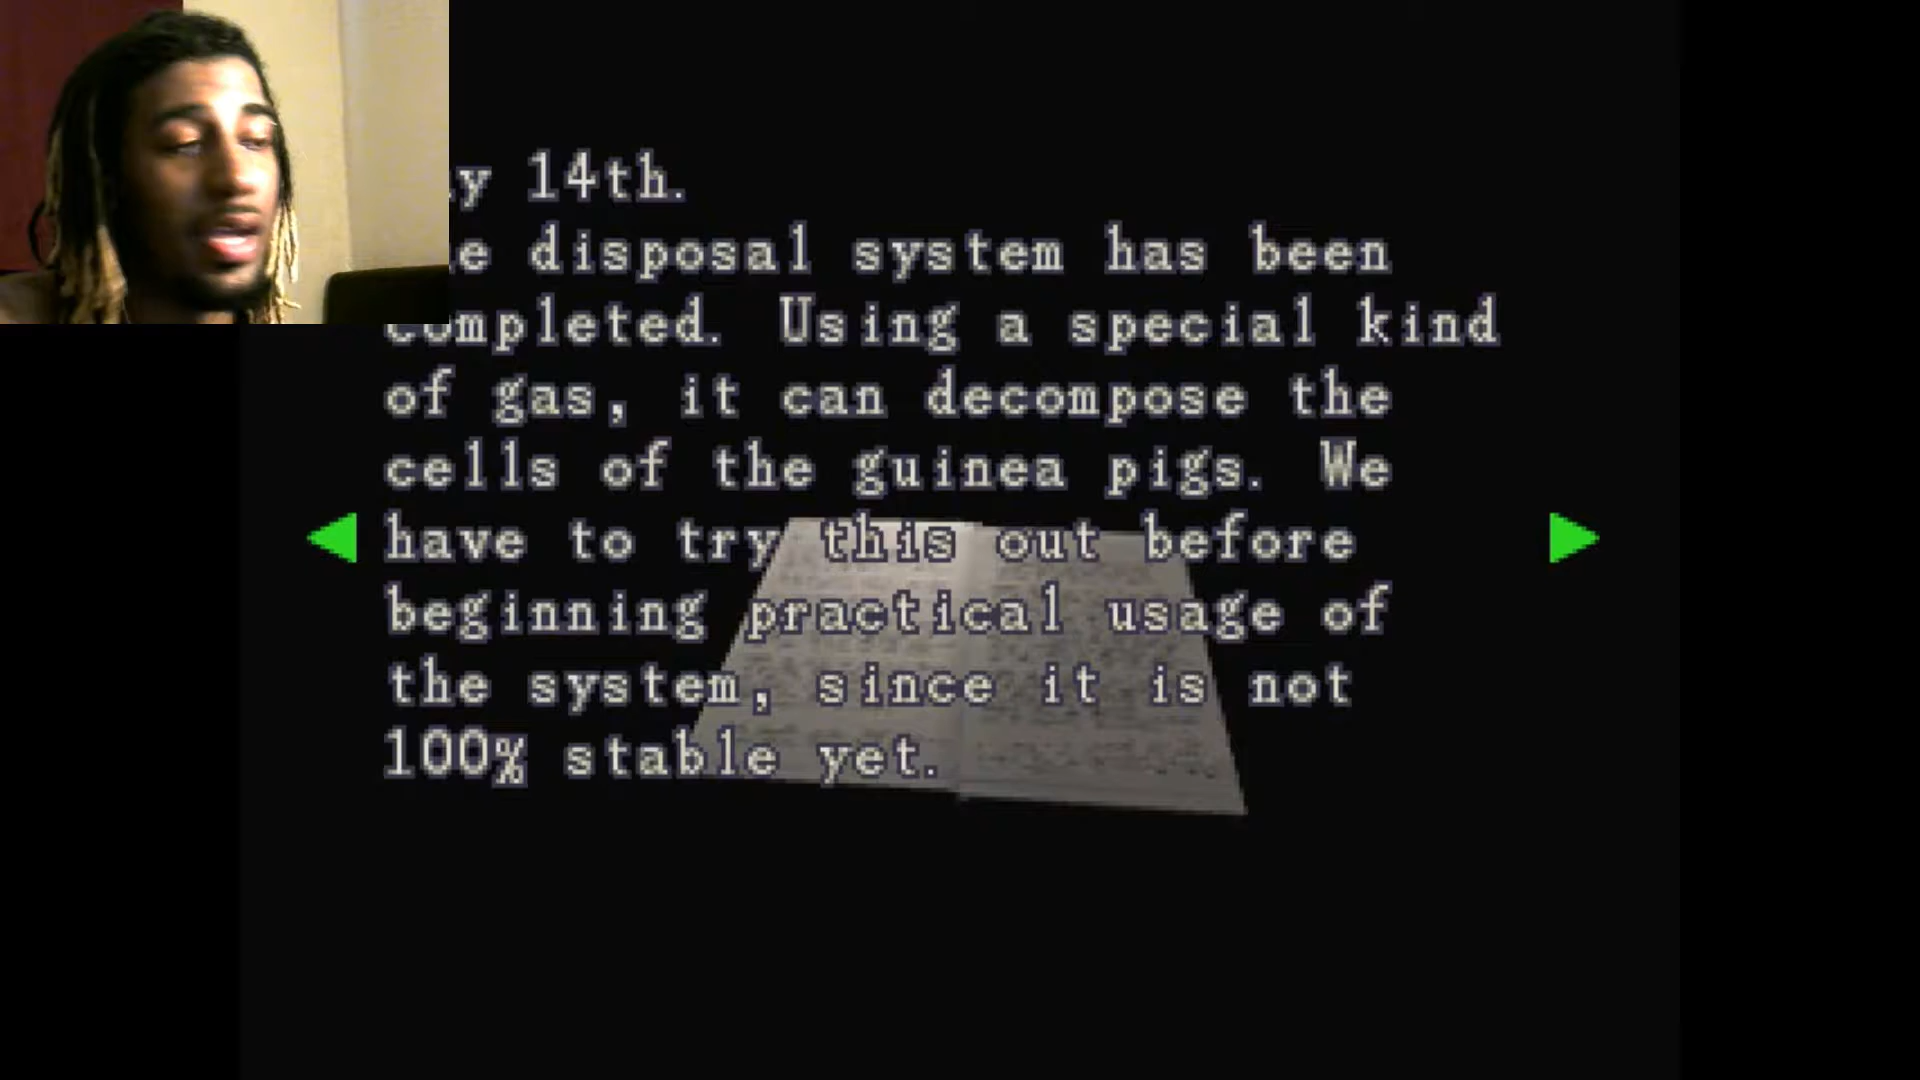 14th.
disposal system has been
completed. Using a special kind
of gas, it can decompose the
cells of the guinea pigs. We
have to try this out before
beginning practical usage of
the system, since it is not
100% stable yet.